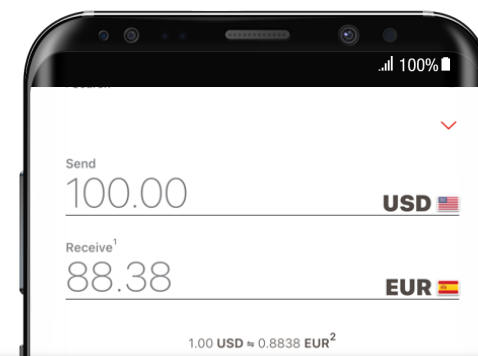 100%
Send
100.00 USD
Receive¹
88.38 EUR
1.00 USD ≒ 0.8838 EUR²